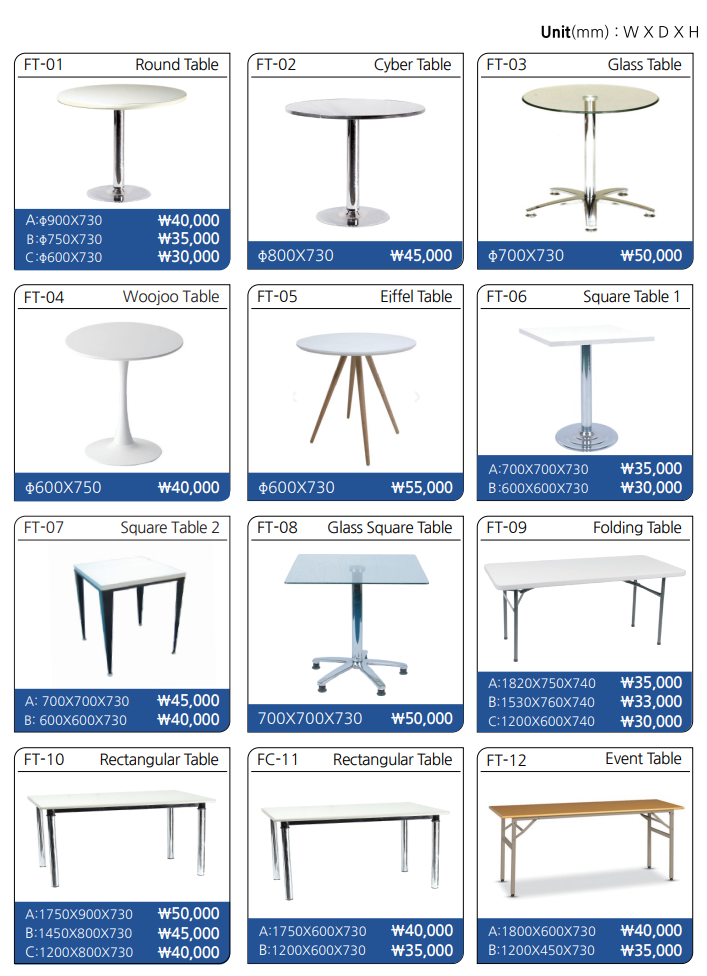 Unit(mm) : W X D X H
FT-01 Round Table
A:φ900X730 ₩40,000
B:φ750X730 ₩35,000
C:φ600X730 ₩30,000
FT-02 Cyber Table
φ800X730 ₩45,000
FT-03 Glass Table
φ700X730 ₩50,000
FT-04 Woojoo Table
φ600X750 ₩40,000
FT-05 Eiffel Table
φ600X730 ₩55,000
FT-06 Square Table 1
A:700X700X730 ₩35,000
B:600X600X730 ₩30,000
FT-07 Square Table 2
A: 700X700X730 ₩45,000
B: 600X600X730 ₩40,000
FT-08 Glass Square Table
700X700X730 ₩50,000
FT-09 Folding Table
A:1820X750X740 ₩35,000
B:1530X760X740 ₩33,000
C:1200X600X740 ₩30,000
FT-10 Rectangular Table
A:1750X900X730 ₩50,000
B:1450X800X730 ₩45,000
C:1200X800X730 ₩40,000
FC-11 Rectangular Table
A:1750X600X730 ₩40,000
B:1200X600X730 ₩35,000
FT-12 Event Table
A:1800X600X730 ₩40,000
B:1200X450X730 ₩35,000